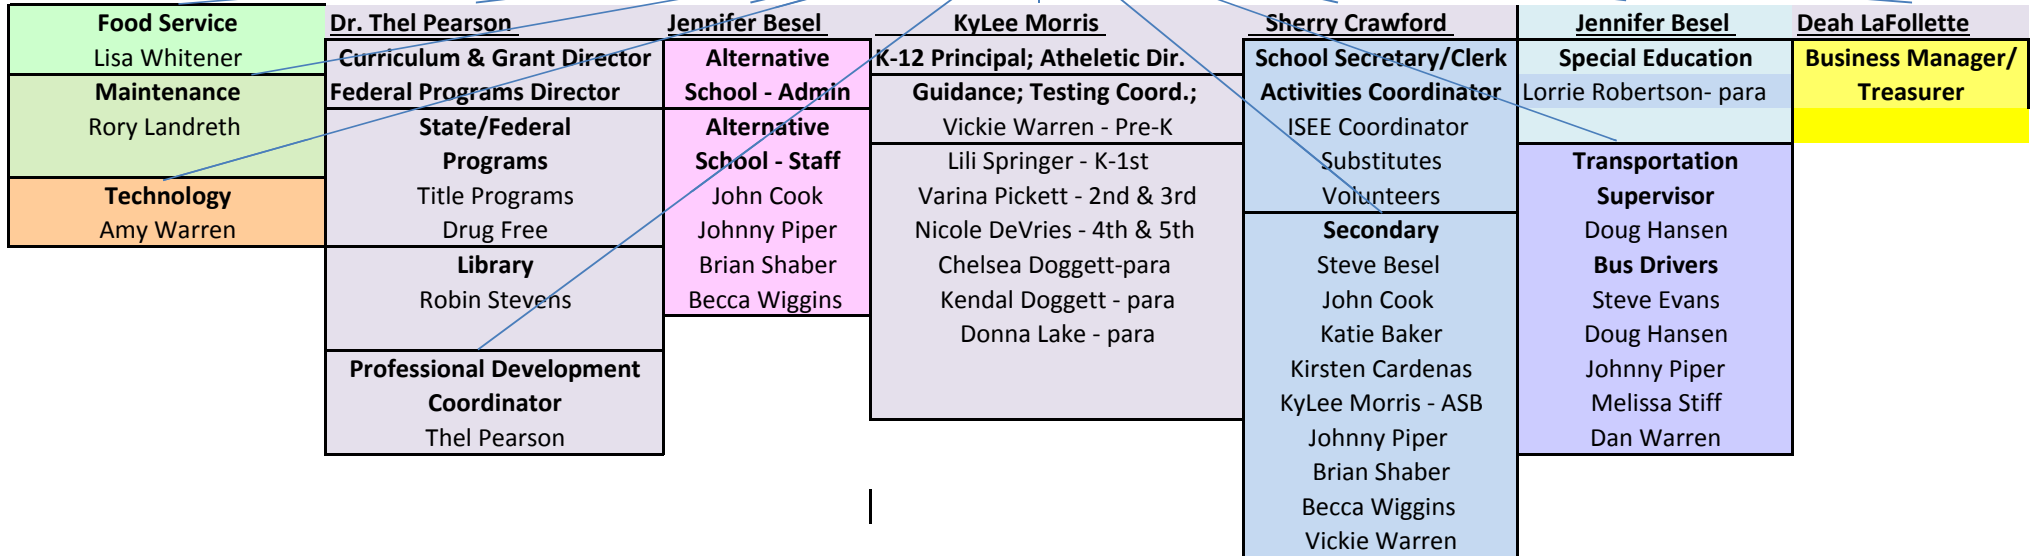 Food Service
Lisa Whitener
Maintenance
Rory Landreth
Technology
Amy Warren
Dr. Thel Pearson
Curriculum & Grant Director
Federal Programs Director
State/Federal
Programs
Title Programs
Drug Free
Library
Robin Stevens
Professional Development
Coordinator
Thel Pearson
Jennifer Besel
Alternative
School - Admin
Alternative
School - Staff
John Cook
Johnny Piper
Brian Shaber
Becca Wiggins
KyLee Morris
K-12 Principal; Atheletic Dir.
Guidance; Testing Coord.;
Vickie Warren - Pre-K
Lili Springer - K-1st
Varina Pickett - 2nd & 3rd
Nicole DeVries - 4th & 5th
Chelsea Doggett-para
Kendal Doggett - para
Donna Lake - para
Sherry Crawford
School Secretary/Clerk
Activities Coordinator
ISEE Coordinator
Substitutes
Volunteers
Secondary
Steve Besel
John Cook
Katie Baker
Kirsten Cardenas
KyLee Morris - ASB
Johnny Piper
Brian Shaber
Becca Wiggins
Vickie Warren
Jennifer Besel
Special Education
Lorrie Robertson- para
Transportation
Supervisor
Doug Hansen
Bus Drivers
Steve Evans
Doug Hansen
Johnny Piper
Melissa Stiff
Dan Warren
Deah LaFollette
Business Manager/
Treasurer